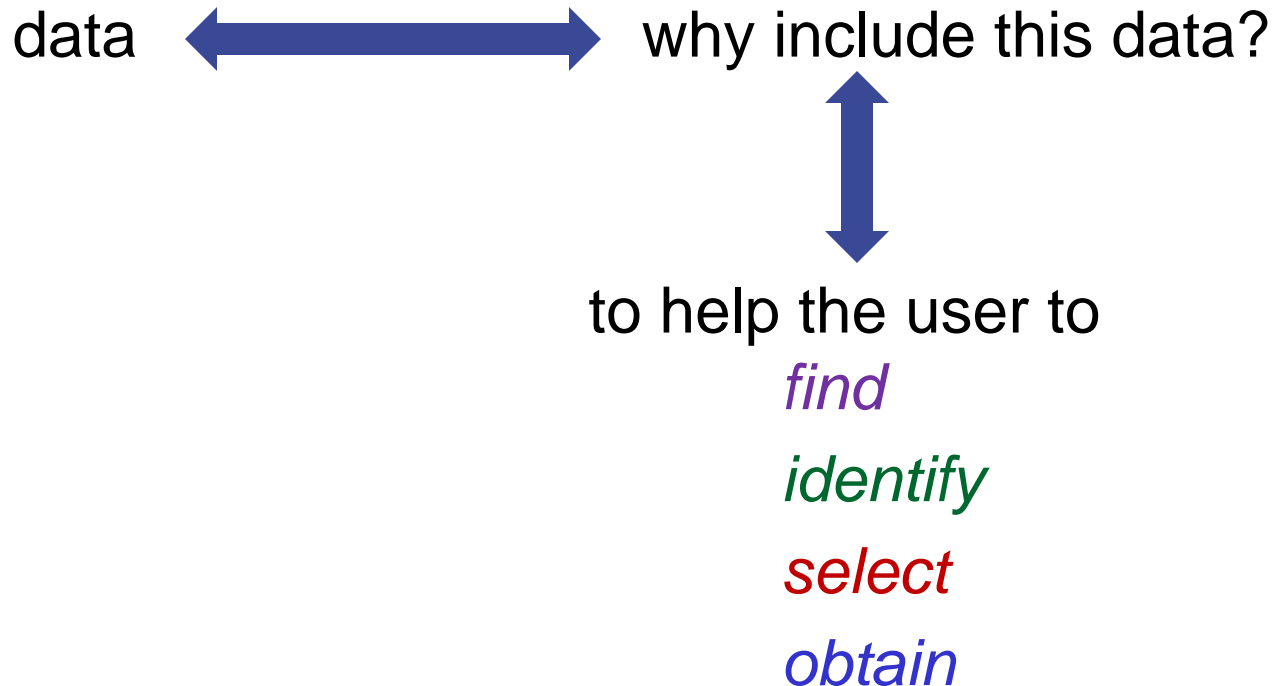 data why include this data?
to help the user to
find
identify
select
obtain